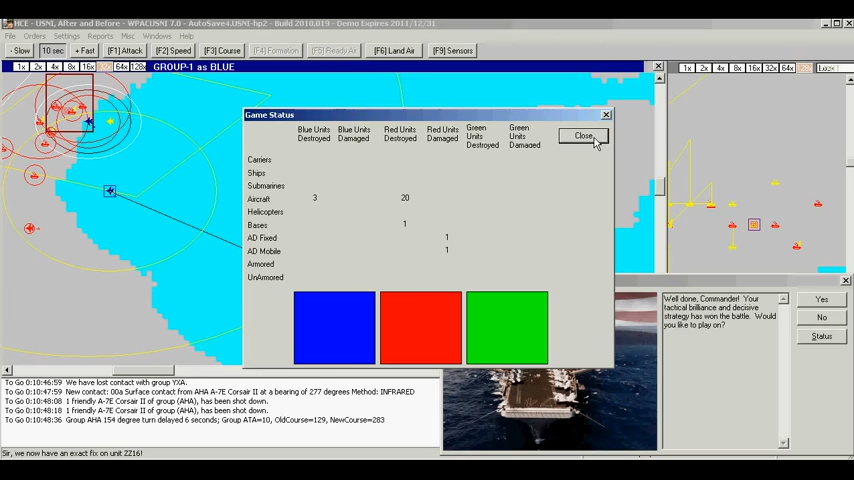 HCE - USNI, After and Before - WPACUSNI 7.0 - AutoSave4.USNI-hp2 - Build 2010.019 - Demo Expires 2011/12/31
File Orders Settings Reports Misc Windows Help
- Slow 10 sec + Fast [F1] Attack [F2] Speed [F3] Course [F4] Formation [F5] Ready Air [F6] Land Air [F9] Sensors
1x 2x 4x 8x 16x 64x 128x GROUP-1 as BLUE
1x 2x 4x 8x 16x 32x 64x
Game Status
Blue Units Destroyed
Blue Units Damaged
Red Units Destroyed
Red Units Damaged
Green Units Destroyed
Green Units Damaged
Close
Carriers
Ships
Submarines
Aircraft 3 20
Helicopters
Bases 1
AD Fixed 1
AD Mobile 1
Armored
UnArmored
Well done, Commander! Your
tactical brilliance and decisive
strategy has won the battle. Would
you like to play on?
Yes
No
Status
To Go 0:10:46:59 We have lost contact with group YXA.
To Go 0:10:47:59 New contact: 00a Surface contact from AHA A-7E Corsair II at a bearing of 277 degrees Method: INFRARED
To Go 0:10:48:08 1 friendly A-7E Corsair II of group (AHA), has been shot down.
To Go 0:10:48:18 1 friendly A-7E Corsair II of group (AHA), has been shot down.
To Go 0:10:48:36 Group AHA 154 degree turn delayed 6 seconds; Group ATA=10, OldCourse=129, NewCourse=283
Sir, we now have an exact fix on unit ZZ16!